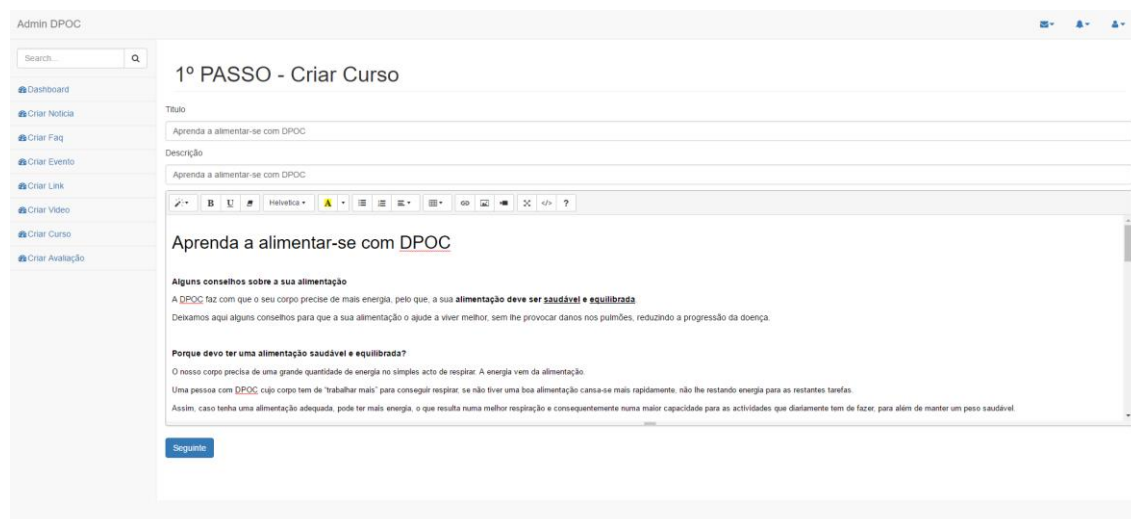 Admin DPOC
Search...
Dashboard
Criar Noticia
Criar Faq
Criar Evento
Criar Link
Criar Video
Criar Curso
Criar Avaliação
1º PASSO - Criar Curso
Titulo
Aprenda a alimentar-se com DPOC
Descrição
Aprenda a alimentar-se com DPOC
B U Helvetica A </> ?
Aprenda a alimentar-se com DPOC
Alguns conselhos sobre a sua alimentação
A DPOC faz com que o seu corpo precise de mais energia, pelo que, a sua alimentação deve ser saudável e equilibrada.
Deixamos aqui alguns conselhos para que a sua alimentação o ajude a viver melhor, sem lhe provocar danos nos pulmões, reduzindo a progressão da doença.
Porque devo ter uma alimentação saudável e equilibrada?
O nosso corpo precisa de uma grande quantidade de energia no simples acto de respirar. A energia vem da alimentação.
Uma pessoa com DPOC cujo corpo tem de “trabalhar mais” para conseguir respirar, se não tiver uma boa alimentação cansa-se mais rapidamente, não lhe restando energia para as restantes tarefas.
Assim, caso tenha uma alimentação adequada, pode ter mais energia, o que resulta numa melhor respiração e consequentemente numa maior capacidade para as actividades que diariamente tem de fazer, para além de manter um peso saudável.
Seguinte